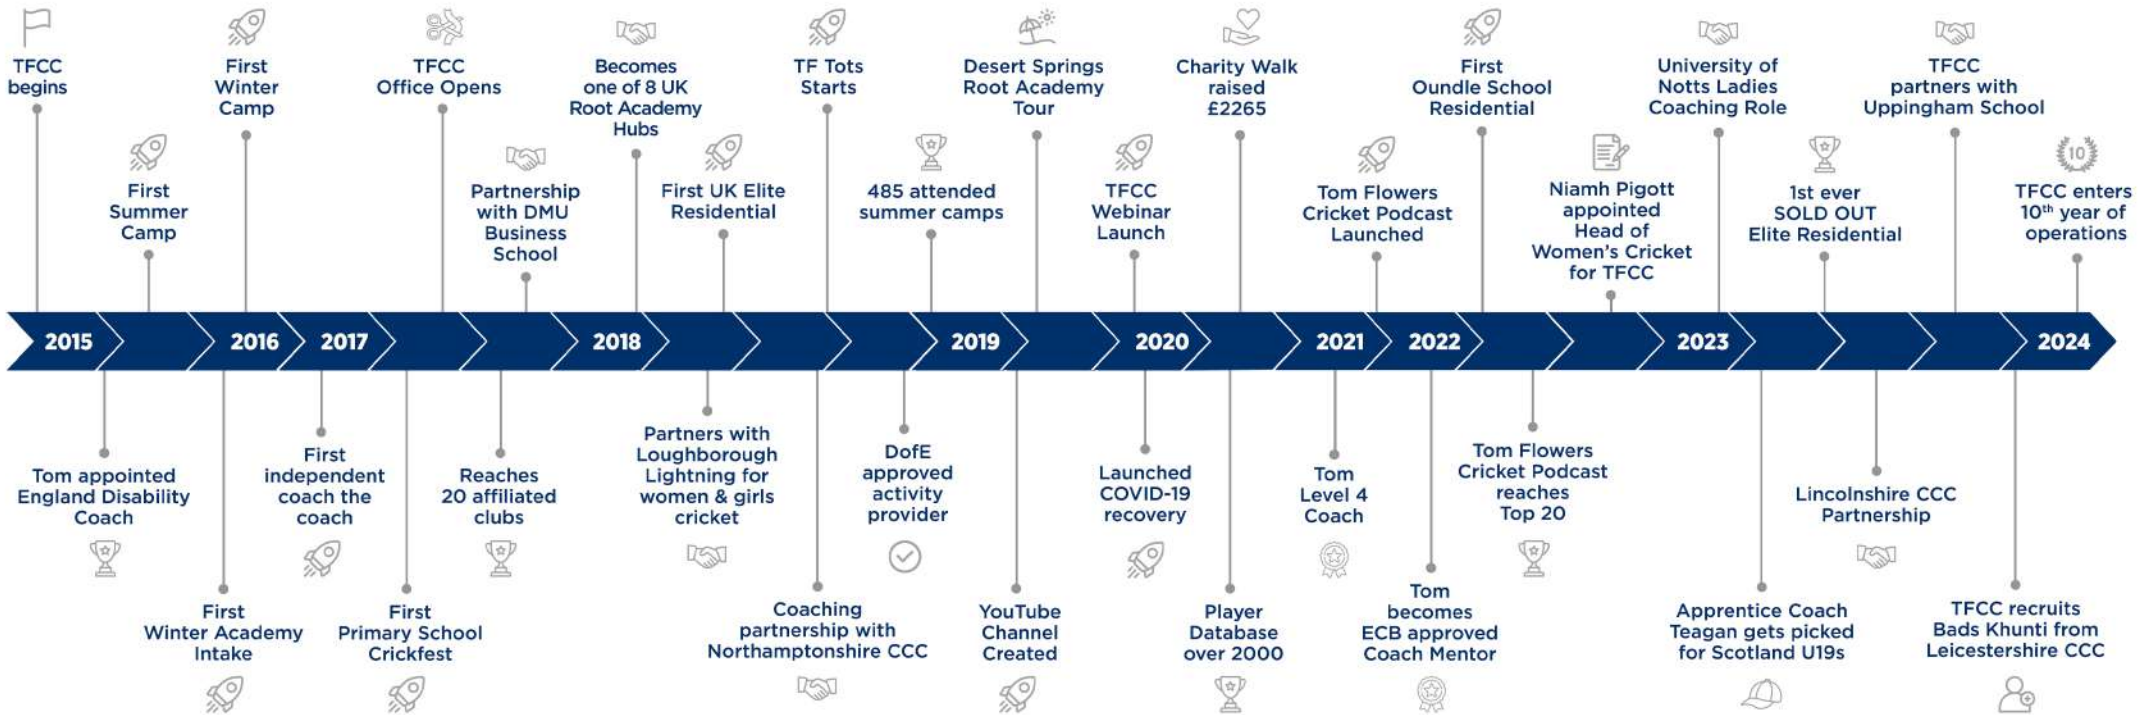 TFCC
begins
First
Summer
Camp
First
Winter
Camp
TFCC
Office Opens
Partnership
with DMU
Business
School
Becomes
one of 8 UK
Root Academy
Hubs
First UK Elite
Residential
TF Tots
Starts
485 attended
summer camps
Desert Springs
Root Academy
Tour
TFCC
Webinar
Launch
Charity Walk
raised
£2265
Tom Flowers
Cricket Podcast
Launched
First
Oundle School
Residential
Niamh Pigott
appointed
Head of
Women's Cricket
for TFCC
University of
Notts Ladies
Coaching Role
1st ever
SOLD OUT
Elite Residential
TFCC
partners with
Uppingham School
10
TFCC enters
10th year of
operations
2015 2016 2017 2018 2019 2020 2021 2022 2023 2024
Tom appointed
England Disability
Coach
First
Winter Academy
Intake
First
independent
coach the
coach
First
Primary School
Crickfest
Reaches
20 affiliated
clubs
Partners with
Loughborough
Lightning for
women & girls
cricket
Coaching
partnership with
Northamptonshire CCC
DofE
approved
activity
provider
YouTube
Channel
Created
Launched
COVID-19
recovery
Player
Database
over 2000
Tom
Level 4
Coach
Tom
becomes
ECB approved
Coach Mentor
Tom Flowers
Cricket Podcast
reaches
Top 20
Apprentice Coach
Teagan gets picked
for Scotland U19s
Lincolnshire CCC
Partnership
TFCC recruits
Bads Khunti from
Leicestershire CCC